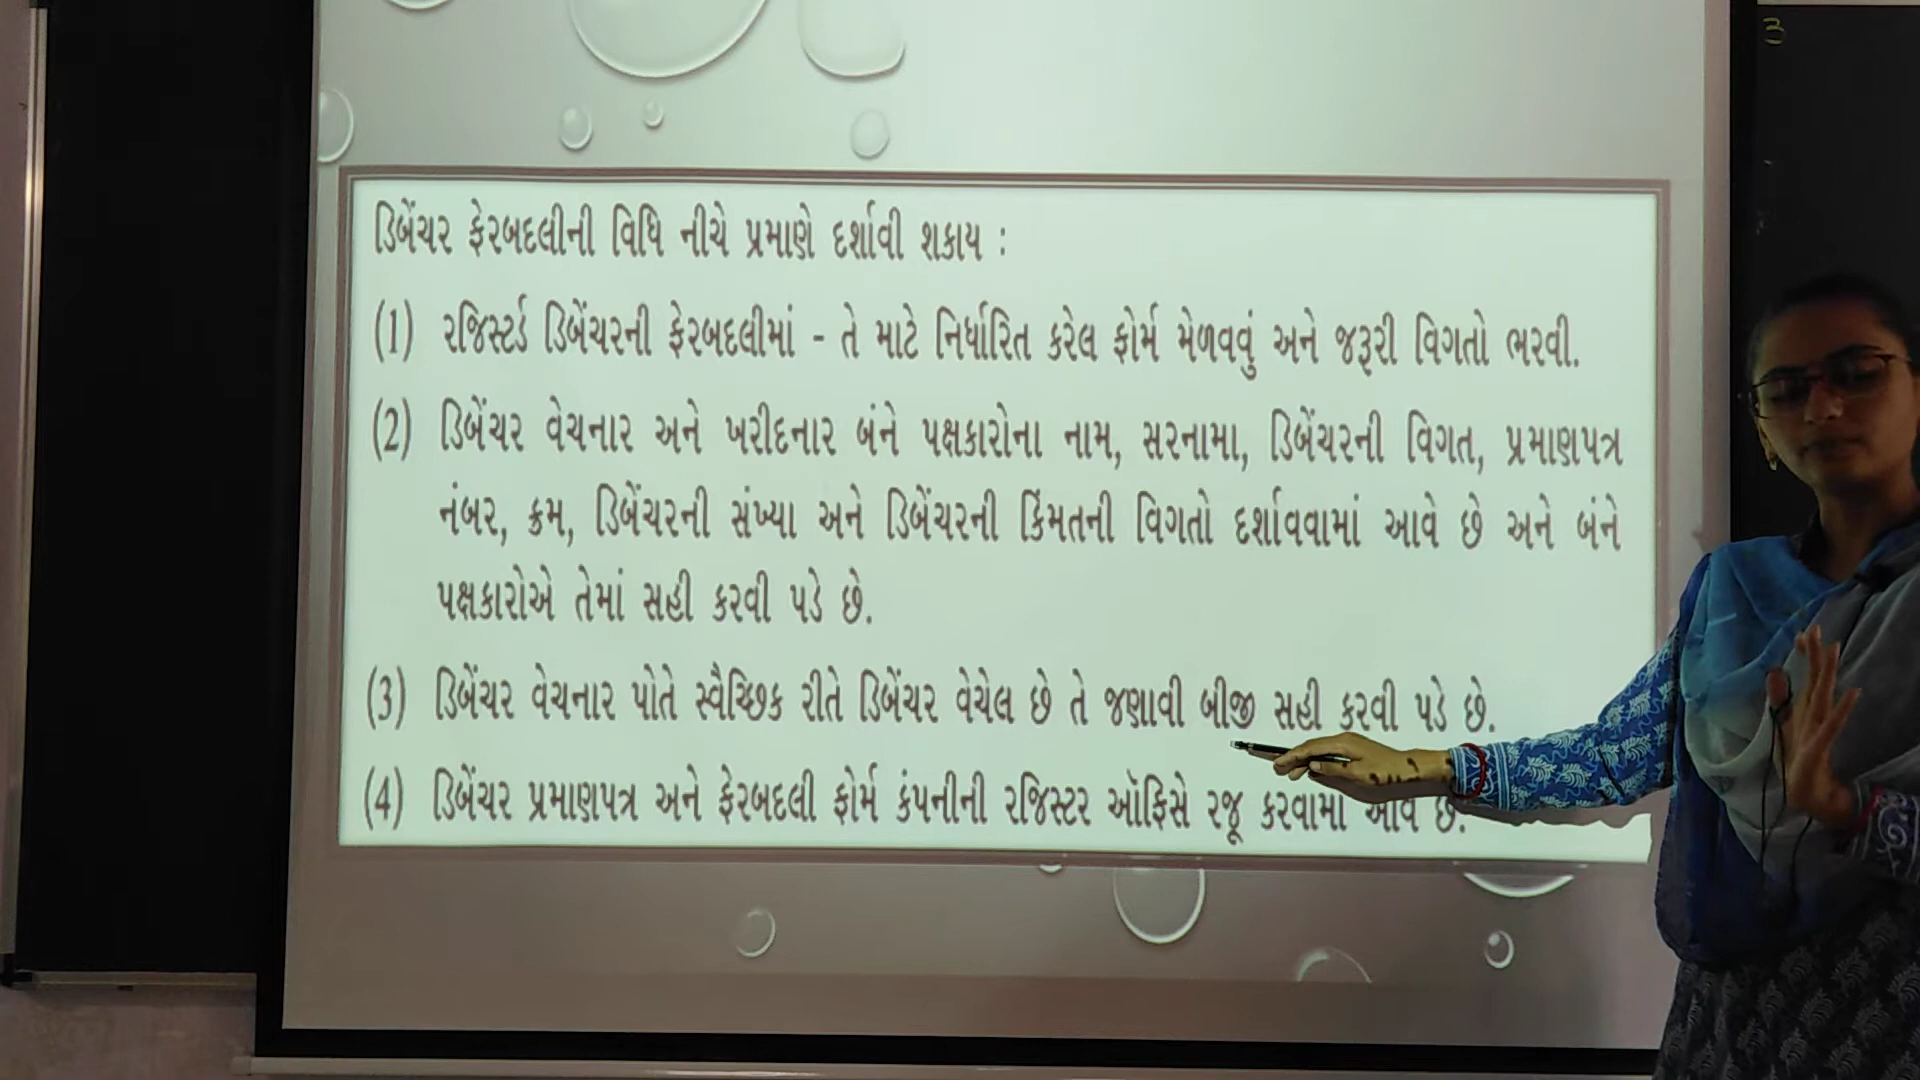 3
ડિબેંચર ફેરબદલીની વિધિ નીચે પ્રમાણે દર્શાવી શકાય :
(1) રજિસ્ટર્ડ ડિબેંચરની ફેરબદલીમાં - તે માટે નિર્ધારિત કરેલ ફોર્મ મેળવવું અને જરૂરી વિગતો ભરવી.
(2) ડિબેંચર વેચનાર અને ખરીદનાર બંને પક્ષકારોના નામ, સરનામા, ડિબેંચરની વિગત, પ્રમાણપત્ર
નંબર, ક્રમ, ડિબેંચરની સંખ્યા અને ડિબેંચરની કિંમતની વિગતો દર્શાવવામાં આવે છે અને બંને
પક્ષકારોએ તેમાં સહી કરવી પડે છે.
(3) ડિબેંચર વેચનાર પોતે સ્વૈચ્છિક રીતે ડિબેંચર વેચેલ છે તે જણાવી બીજી સહી કરવી પડે છે.
(4) ડિબેંચર પ્રમાણપત્ર અને ફેરબદલી ફોર્મ કંપનીની રજિસ્ટર ઑફિસે રજૂ કરવામાં આવે છે.